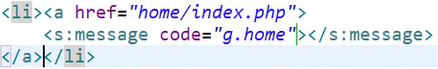 <li><a href="home/index.php">
<s:message code="g.home"></s:message>
</a></li>